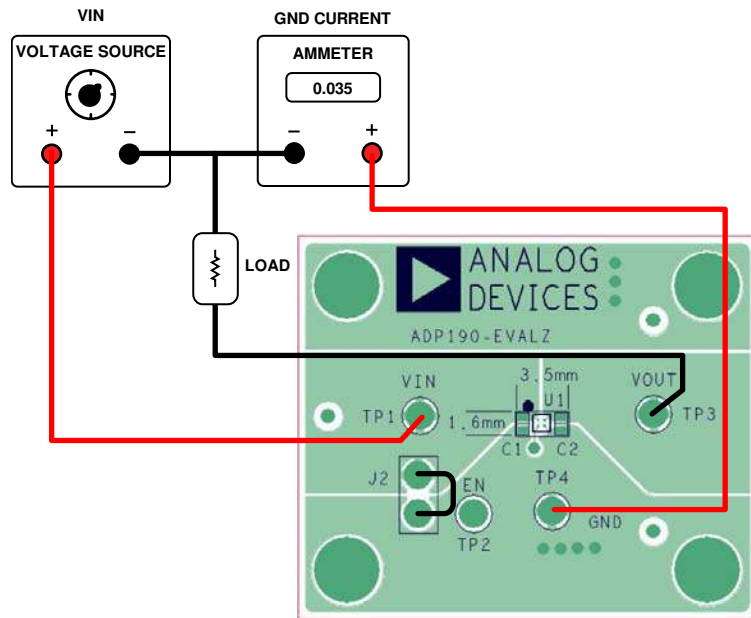 VIN
GND CURRENT
VOLTAGE SOURCE
AMMETER
0.035
+
–
–
+
LOAD
ANALOG
DEVICES
ADP190-EVALZ
VIN
3.5mm
VOUT
U1
TP1
1.6mm
TP3
C1
C2
J2
EN
TP4
GND
TP2